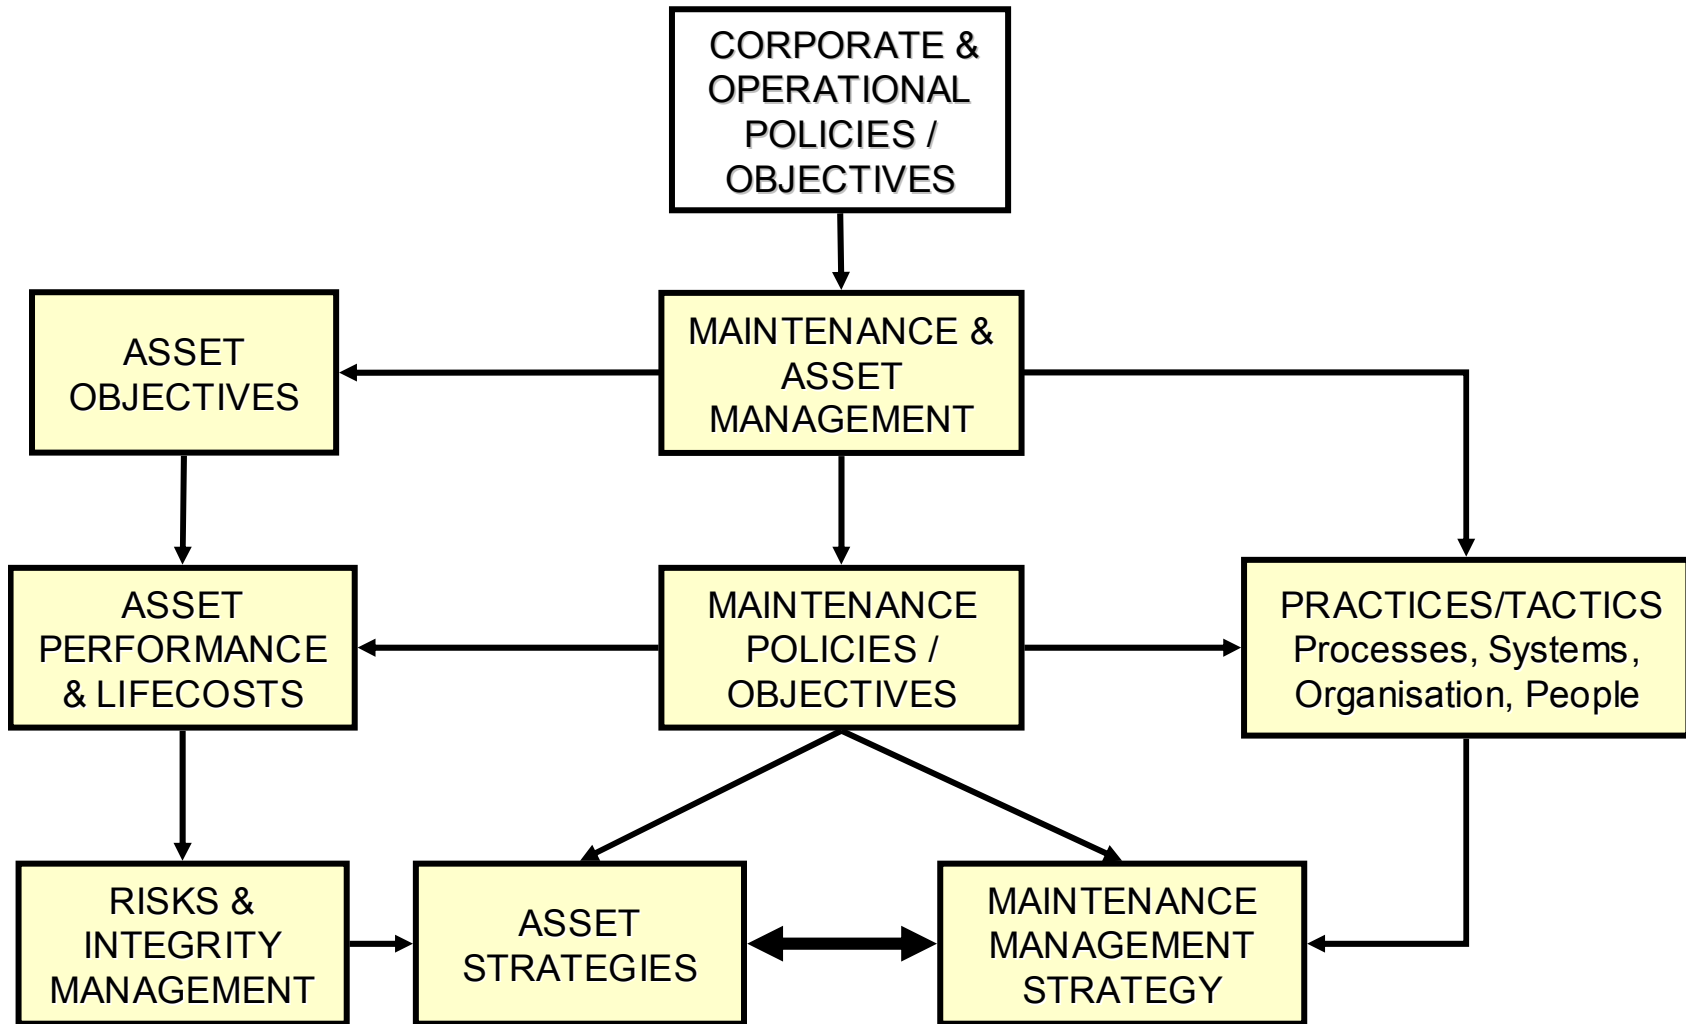 CORPORATE &
OPERATIONAL
POLICIES /
OBJECTIVES
ASSET
OBJECTIVES
MAINTENANCE &
ASSET
MANAGEMENT
ASSET
PERFORMANCE
& LIFECOSTS
MAINTENANCE
POLICIES /
OBJECTIVES
PRACTICES/TACTICS
Processes, Systems,
Organisation, People
RISKS &
INTEGRITY
MANAGEMENT
ASSET
STRATEGIES
MAINTENANCE
MANAGEMENT
STRATEGY